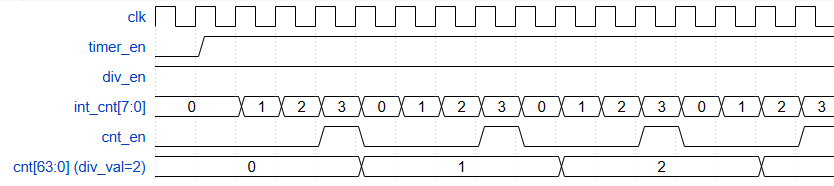 clk
timer_en
div_en
int_cnt[7:0] 0 1 2 3 0 1 2 3 0 1 2 3 0 1 2 3
cnt_en
cnt[63:0] (div_val=2) 0 1 2